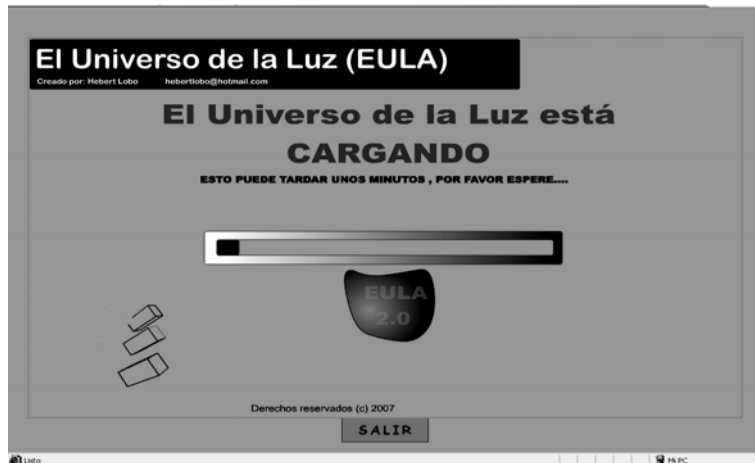 El Universo de la Luz (EULA)
Creado por: Hebert Lobo hebertlobo@hotmail.com
El Universo de la Luz está
CARGANDO
ESTO PUEDE TARDAR UNOS MINUTOS , POR FAVOR ESPERE....
EULA
2.0
Derechos reservados (c) 2007
SALIR
Listo
Mi PC